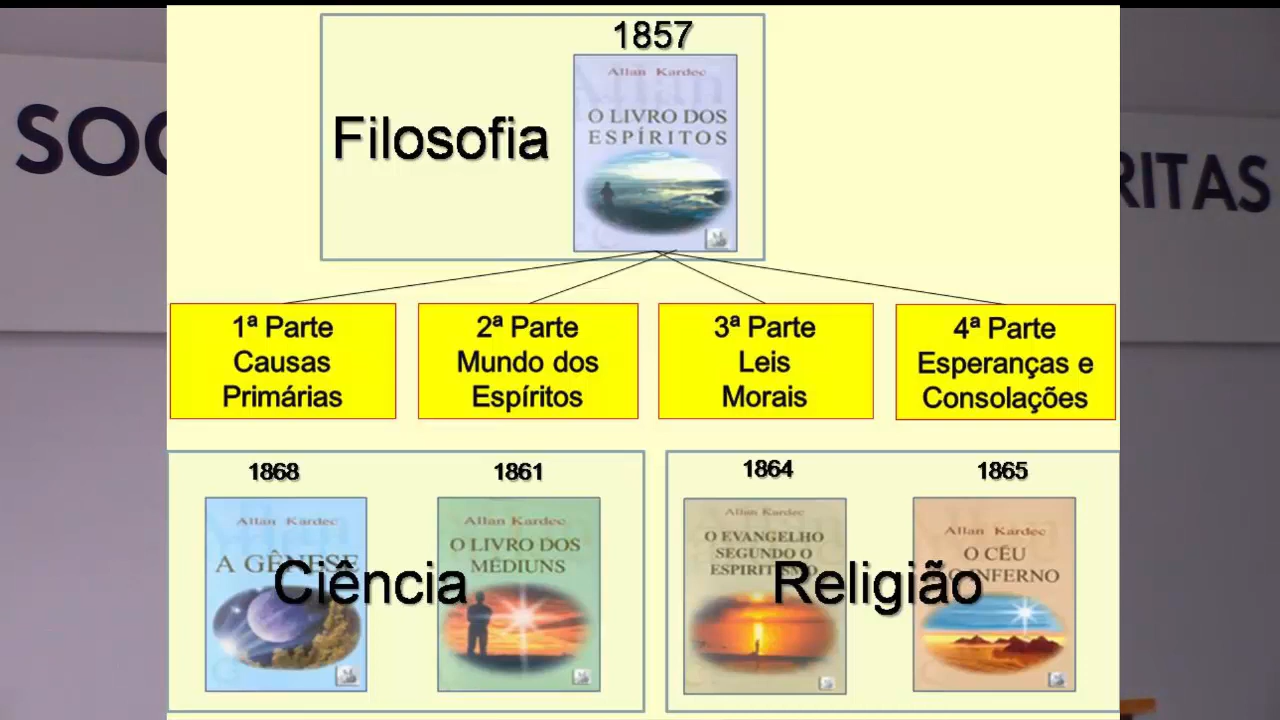 SOC
RITAS
1857
Allan Kardec
O LIVRO DOS
ESPÍRITOS
Filosofia
1ª Parte
Causas
Primárias
2ª Parte
Mundo dos
Espíritos
3ª Parte
Leis
Morais
4ª Parte
Esperanças e
Consolações
1868
Allan Kardec
A GÊNESE
1861
Allan Kardec
O LIVRO DOS
MÉDIUNS
Ciência
1864
Allan Kardec
O EVANGELHO
SEGUNDO O
ESPIRITISMO
1865
Allan Kardec
O CÉU
INFERNO
Religião